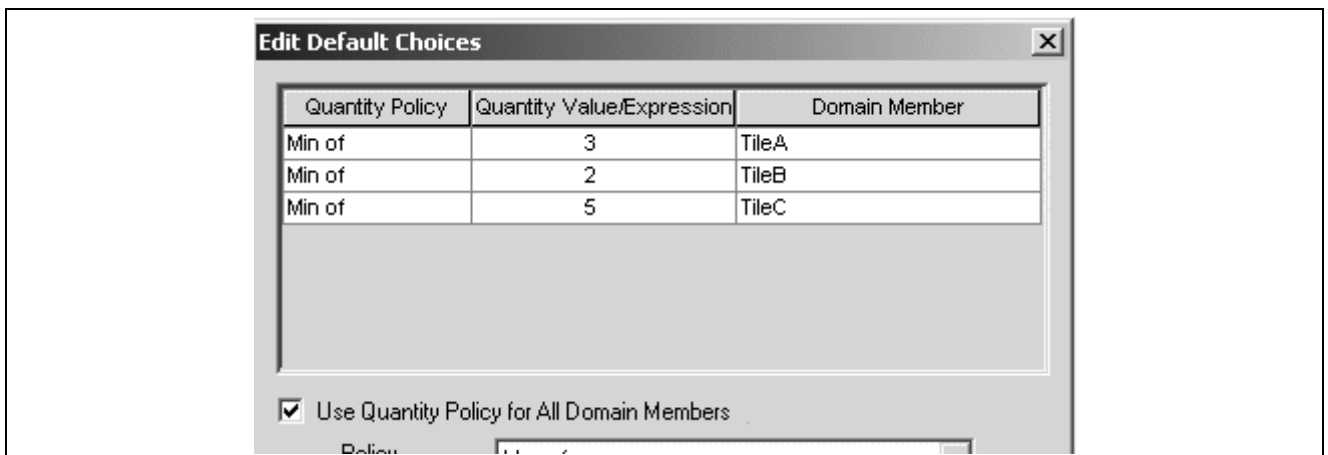 Edit Default Choices
Quantity Policy Quantity Value/Expression Domain Member
Min of 3 TileA
Min of 2 TileB
Min of 5 TileC
Use Quantity Policy for All Domain Members
Policy